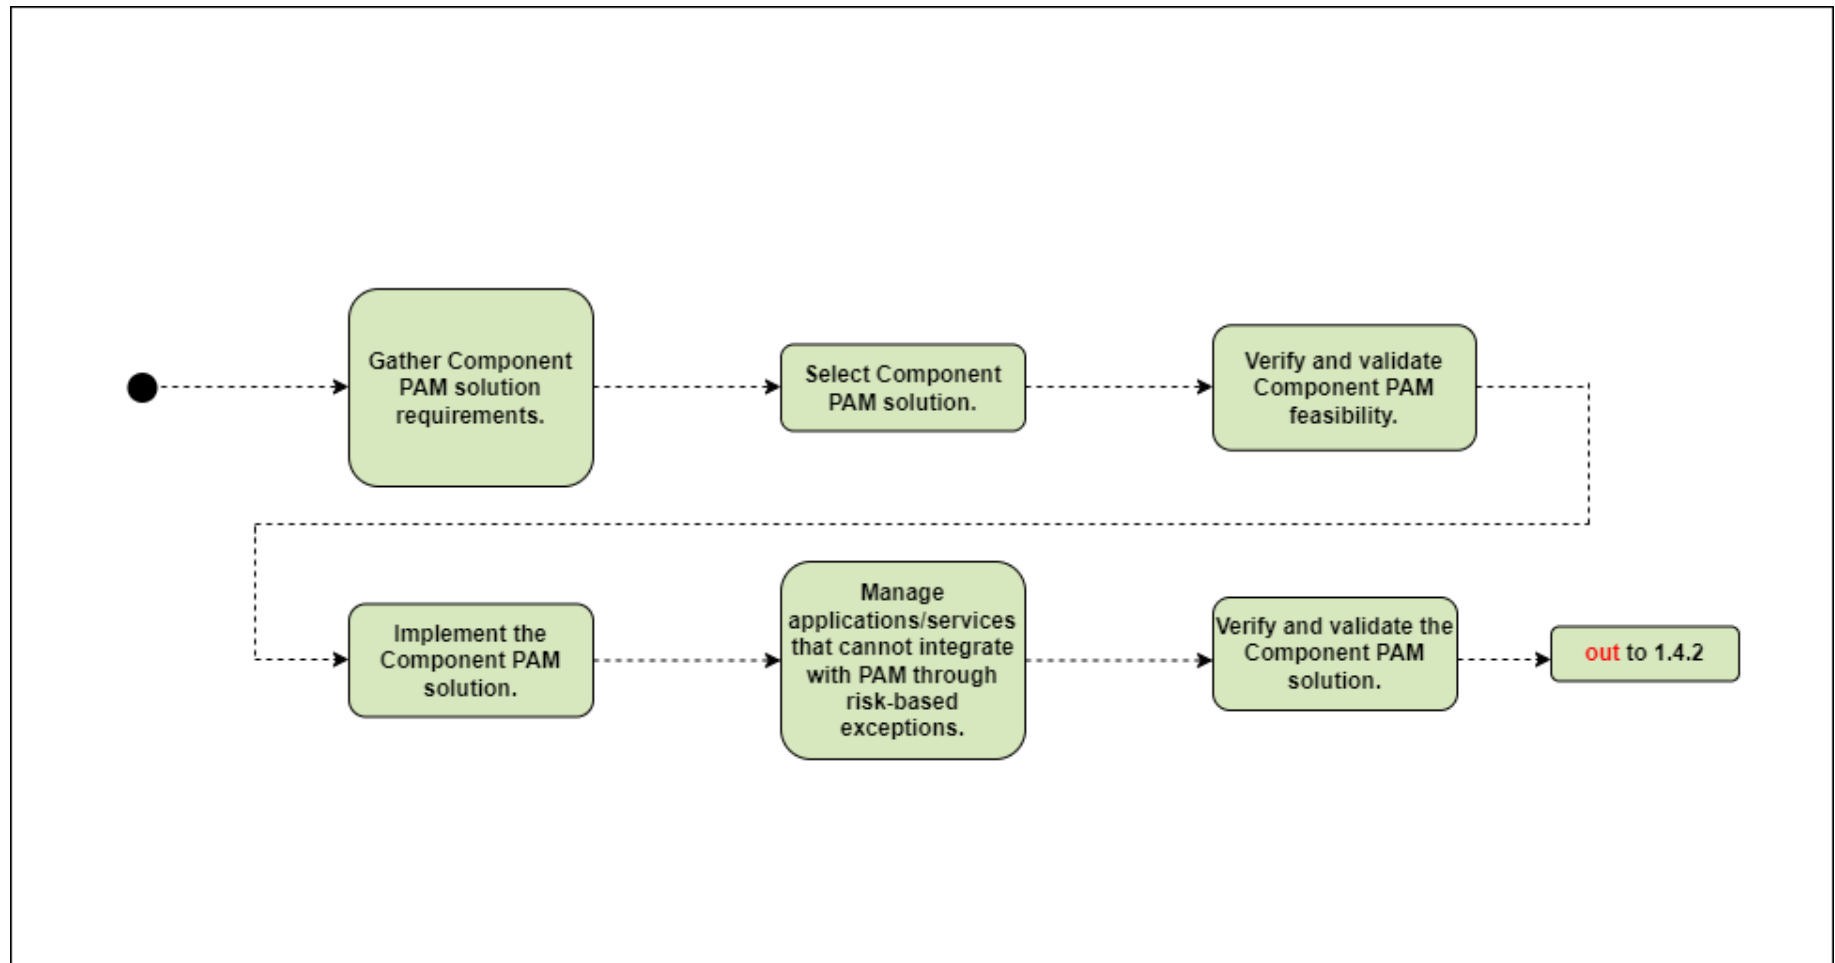 Gather Component
PAM solution
requirements.
Select Component
PAM solution.
Verify and validate
Component PAM
feasibility.
Implement the
Component PAM
solution.
Manage
applications/services
that cannot integrate
with PAM through
risk-based
exceptions.
Verify and validate the
Component PAM
solution.
out to 1.4.2